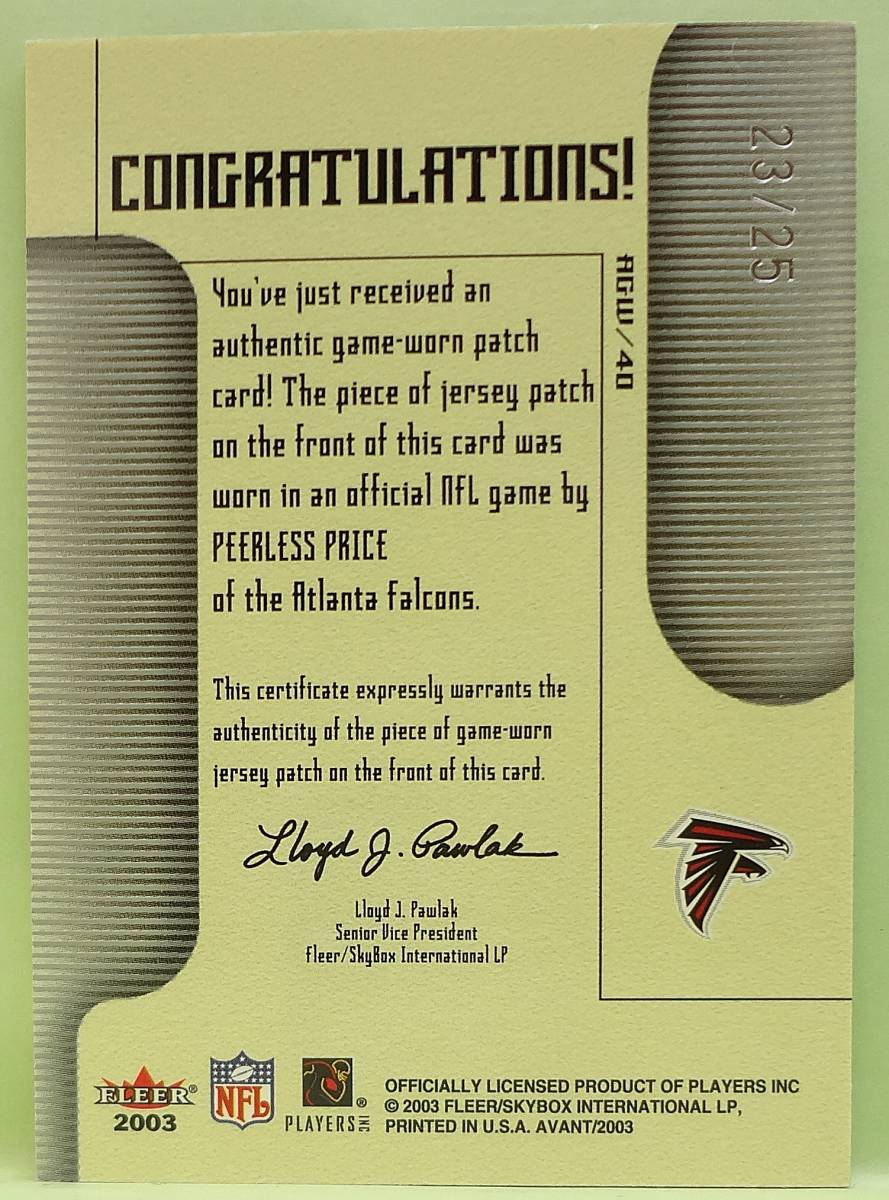 CONGRATULATIONS!
23/25
AGW/40
You've just received an
authentic game-worn patch
card! The piece of jersey patch
on the front of this card was
worn in an official NFL game by
PEERLESS PRICE
of the Atlanta Falcons.
This certificate expressly warrants the
authenticity of the piece of game-worn
jersey patch on the front of this card.
Lloyd J. Pawlak
Lloyd J. Pawlak
Senior Vice President
Fleer/SkyBox International LP
FLEER®
2003
NFL
®
PLAYERS INC
OFFICIALLY LICENSED PRODUCT OF PLAYERS INC
© 2003 FLEER/SKYBOX INTERNATIONAL LP,
PRINTED IN U.S.A. AVANT/2003